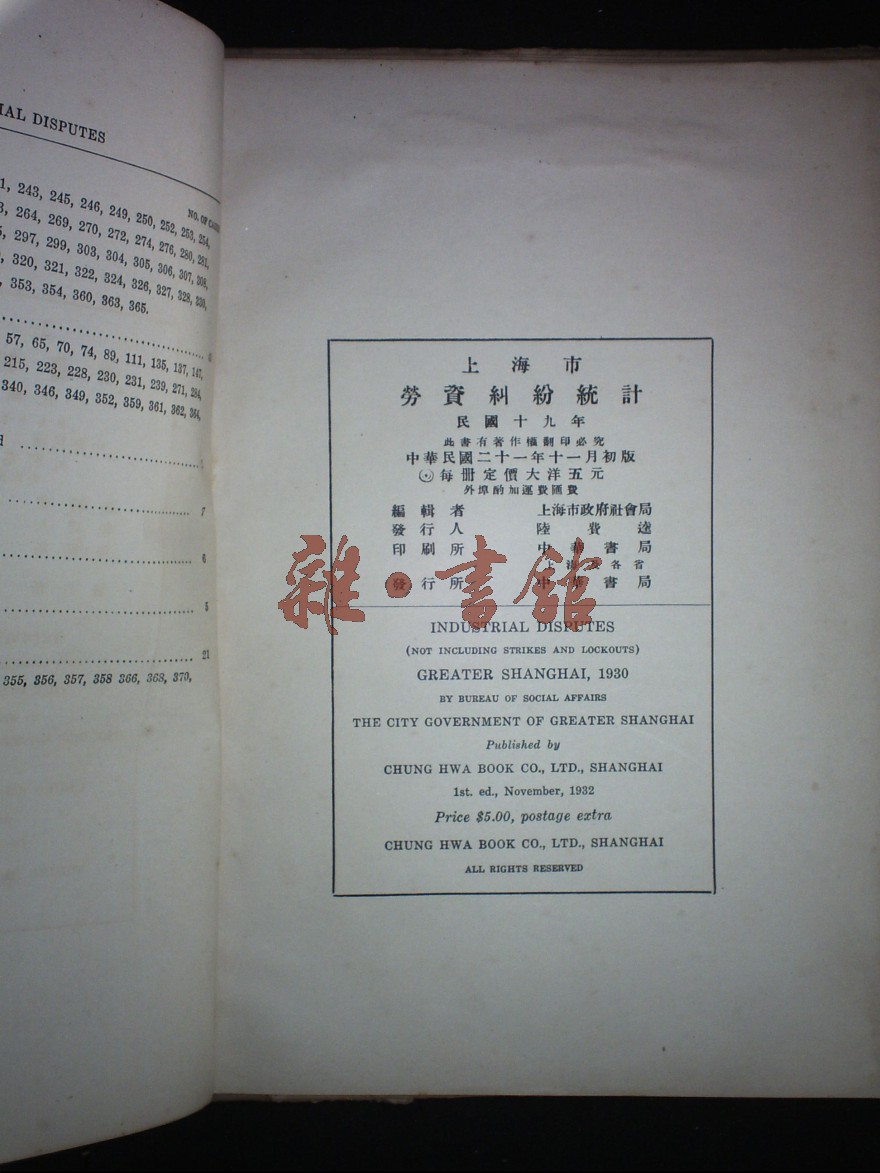 IAL DISPUTES
NO. OF CASES
1, 243, 245, 246, 249, 250, 252, 253, 254,
264, 269, 270, 272, 274, 276, 280, 281,
297, 299, 303, 304, 305, 306, 307, 308,
320, 321, 322, 324, 326, 327, 328, 330,
353, 354, 360, 363, 365.
57, 65, 70, 74, 89, 111, 135, 137, 147,
215, 223, 228, 230, 231, 239, 271, 284,
340, 346, 349, 352, 359, 361, 362, 364,
7
6
5
21
355, 356, 357, 358 366, 368, 370,
上海市
勞資糾紛統計
民國十九年
此書有著作權翻印必究
中華民國二十一年十一月初版
每冊定價大洋五元
外埠酌加運費匯費
編輯者 上海市政府社會局
發行人 陸費逵
印刷所 中華書局
上海及各省
發行所 中華書局
雜·書館
INDUSTRIAL DISPUTES
(NOT INCLUDING STRIKES AND LOCKOUTS)
GREATER SHANGHAI, 1930
BY BUREAU OF SOCIAL AFFAIRS
THE CITY GOVERNMENT OF GREATER SHANGHAI
Published by
CHUNG HWA BOOK CO., LTD., SHANGHAI
1st. ed., November, 1932
Price $5.00, postage extra
CHUNG HWA BOOK CO., LTD., SHANGHAI
ALL RIGHTS RESERVED